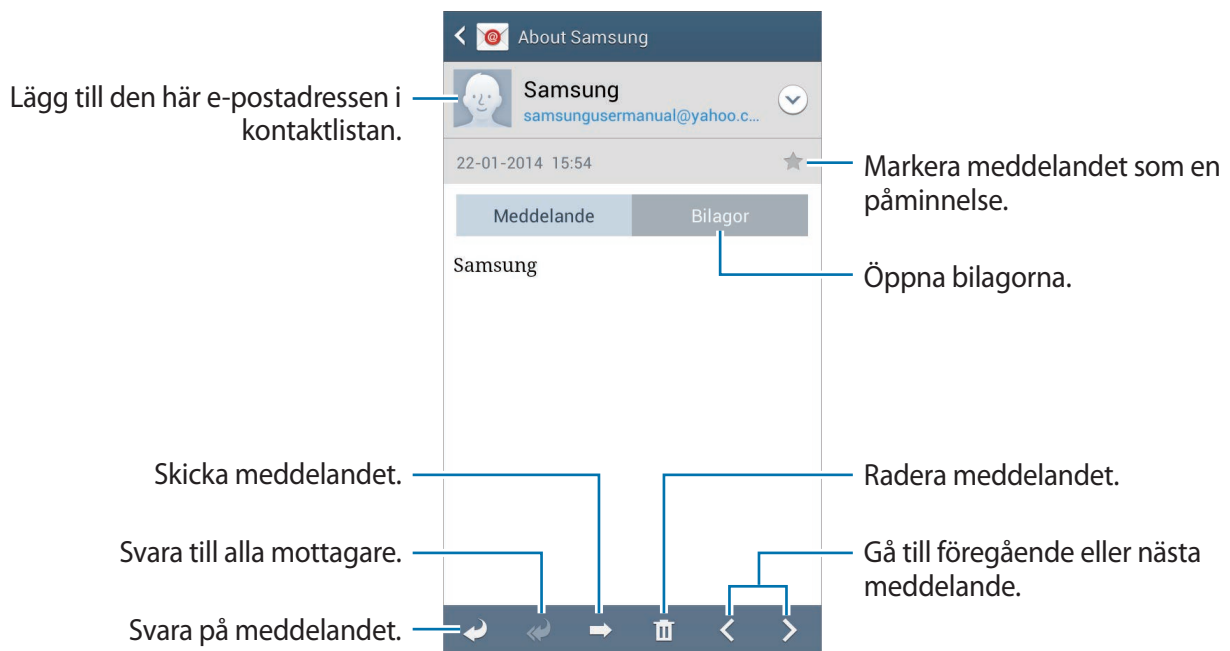 About Samsung
Lägg till den här e-postadressen i
kontaktlistan.
Samsung
samsungusermanual@yahoo.c...
22-01-2014 15:54
Markera meddelandet som en
påminnelse.
Meddelande
Bilagor
Samsung
Öppna bilagorna.
Skicka meddelandet.
Radera meddelandet.
Svara till alla mottagare.
Gå till föregående eller nästa
meddelande.
Svara på meddelandet.